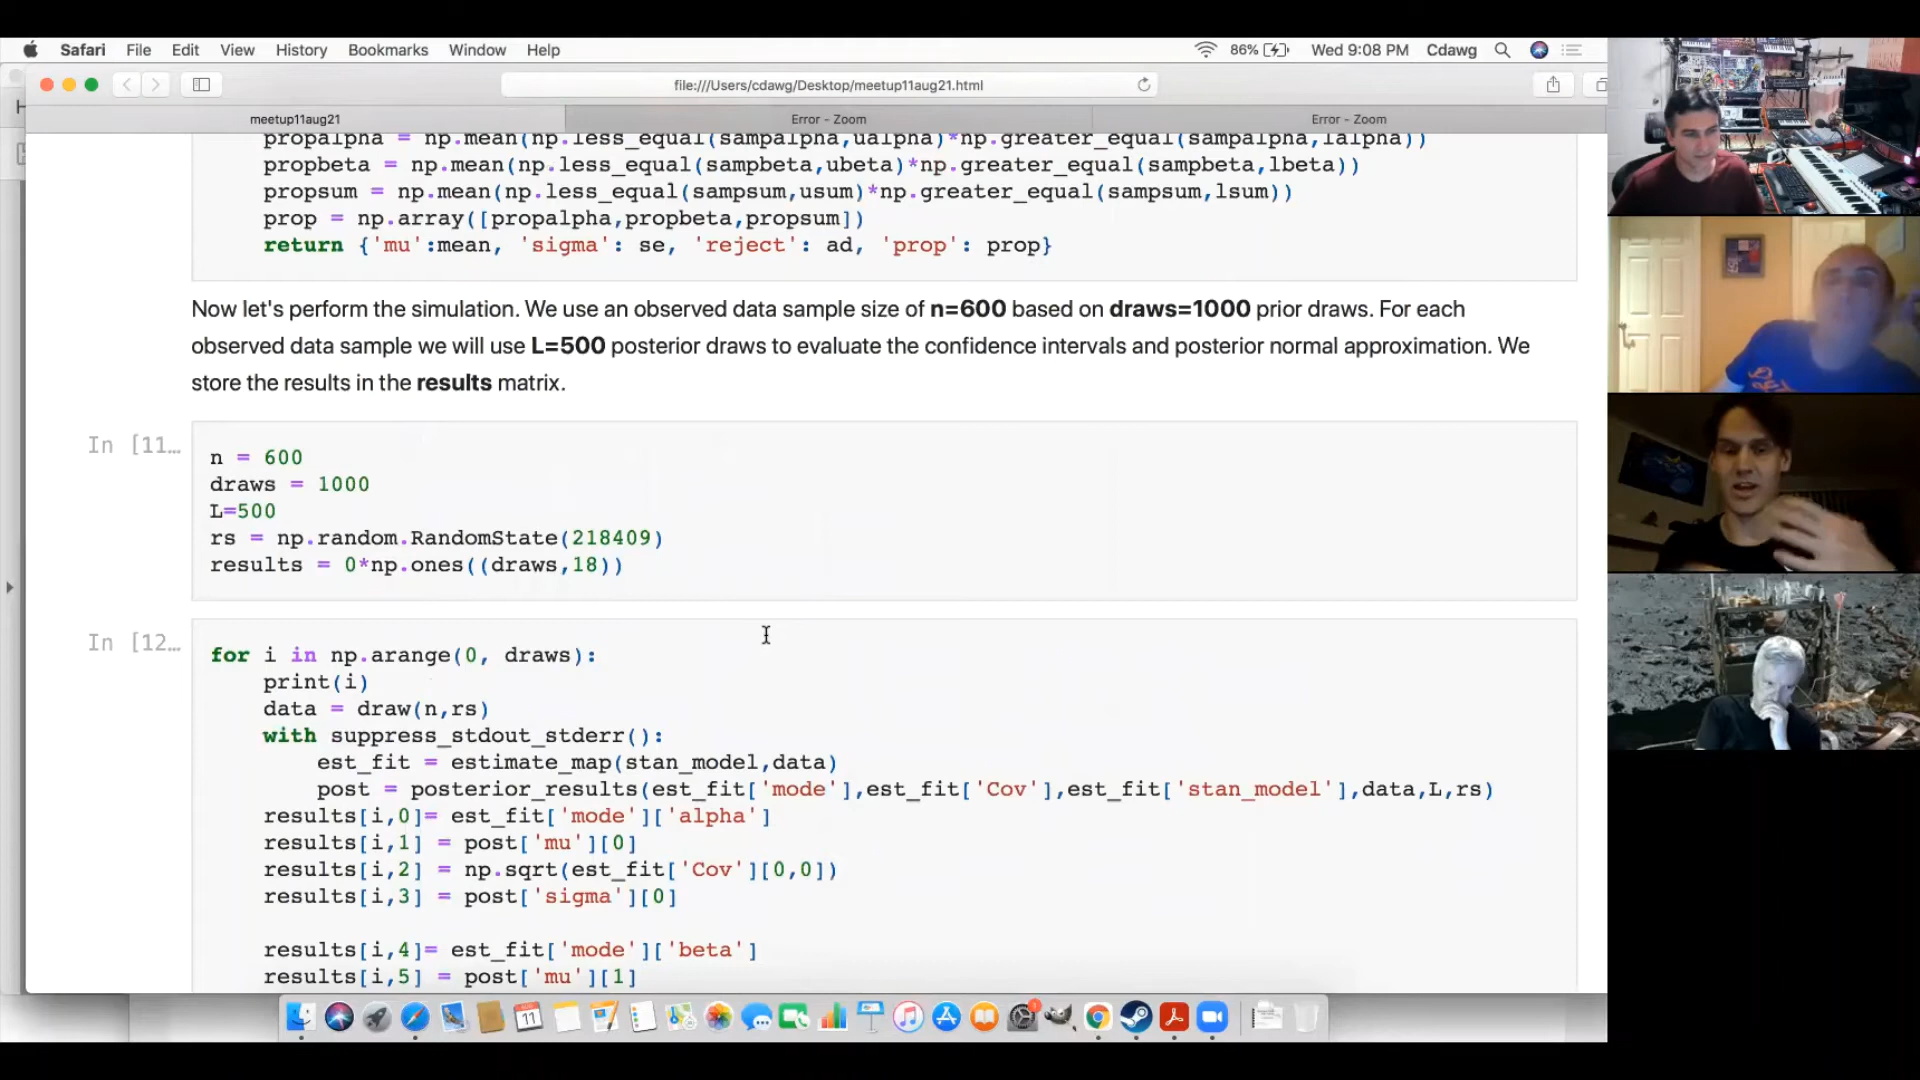 Safari File Edit View History Bookmarks Window Help 86% Wed 9:08 PM Cdawg
file:///Users/cdawg/Desktop/meetup11aug21.html
meetup11aug21 Error - Zoom Error - Zoom
propalpha = np.mean(np.less_equal(sampalpha,ualpha)*np.greater_equal(sampalpha,lalpha))
propbeta = np.mean(np.less_equal(sampbeta,ubeta)*np.greater_equal(sampbeta,lbeta))
propsum = np.mean(np.less_equal(sampsum,usum)*np.greater_equal(sampsum,lsum))
prop = np.array([propalpha,propbeta,propsum])
return {'mu':mean, 'sigma': se, 'reject': ad, 'prop': prop}
Now let's perform the simulation. We use an observed data sample size of n=600 based on draws=1000 prior draws. For each
observed data sample we will use L=500 posterior draws to evaluate the confidence intervals and posterior normal approximation. We
store the results in the results matrix.
In [11…
n = 600
draws = 1000
L=500
rs = np.random.RandomState(218409)
results = 0*np.ones((draws,18))
In [12…
for i in np.arange(0, draws):
print(i)
data = draw(n,rs)
with suppress_stdout_stderr():
est_fit = estimate_map(stan_model,data)
post = posterior_results(est_fit['mode'],est_fit['Cov'],est_fit['stan_model'],data,L,rs)
results[i,0]= est_fit['mode']['alpha']
results[i,1] = post['mu'][0]
results[i,2] = np.sqrt(est_fit['Cov'][0,0])
results[i,3] = post['sigma'][0]
results[i,4]= est_fit['mode']['beta']
results[i,5] = post['mu'][1]
11